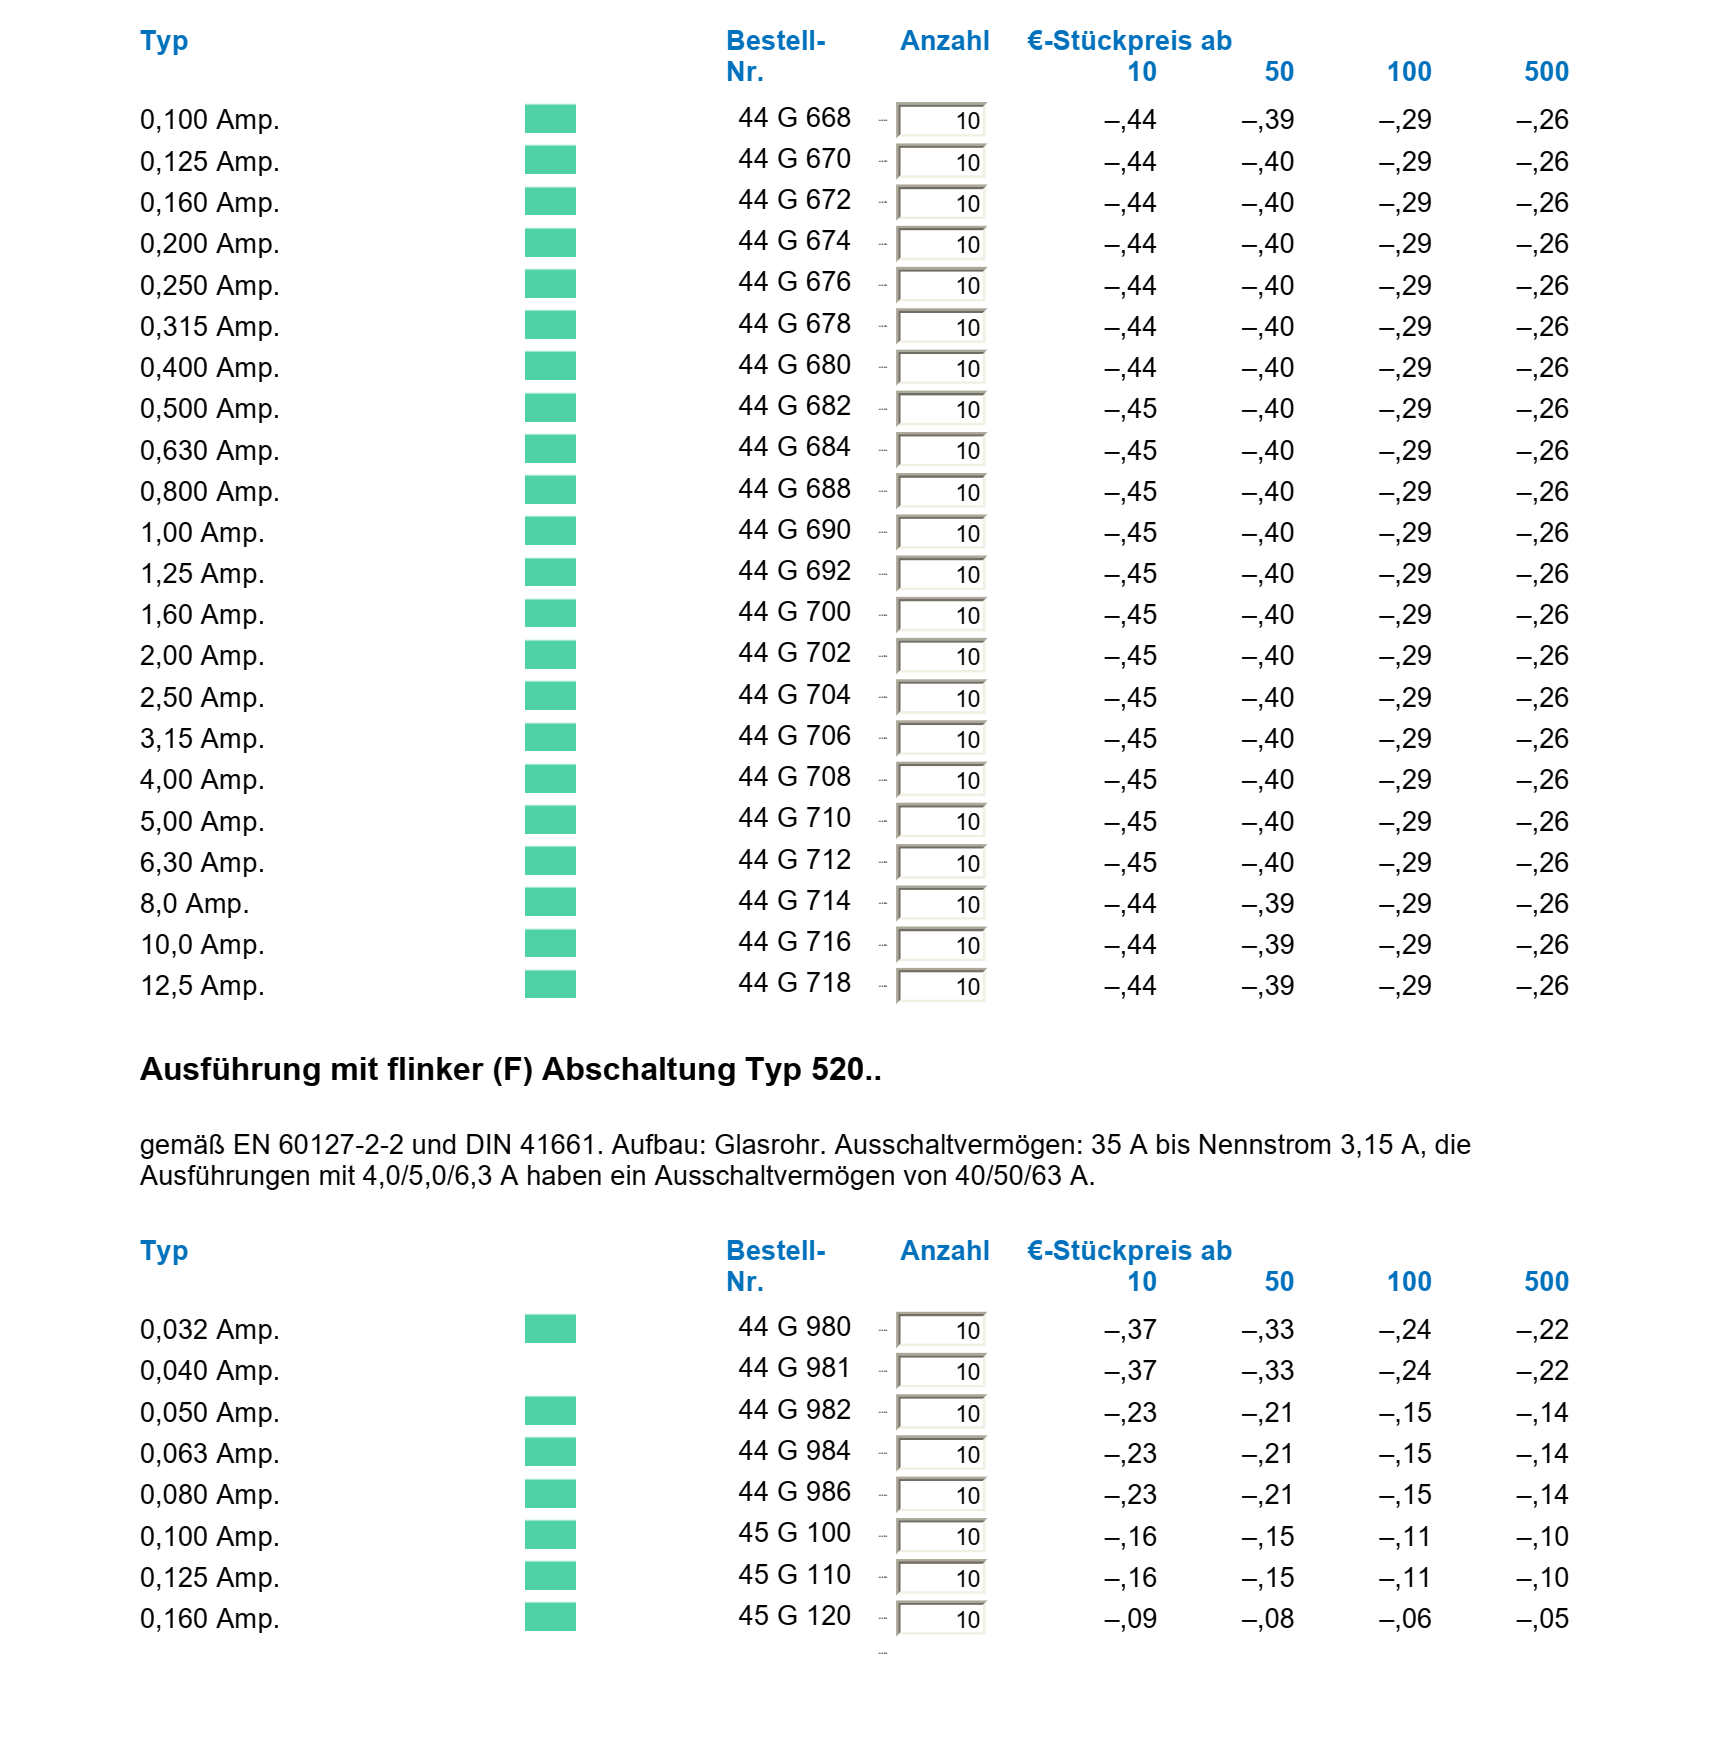 Typ Bestell- Anzahl €-Stückpreis ab
Nr. 10 50 100 500
0,100 Amp. 44 G 668 10 –,44 –,39 –,29 –,26
0,125 Amp. 44 G 670 10 –,44 –,40 –,29 –,26
0,160 Amp. 44 G 672 10 –,44 –,40 –,29 –,26
0,200 Amp. 44 G 674 10 –,44 –,40 –,29 –,26
0,250 Amp. 44 G 676 10 –,44 –,40 –,29 –,26
0,315 Amp. 44 G 678 10 –,44 –,40 –,29 –,26
0,400 Amp. 44 G 680 10 –,44 –,40 –,29 –,26
0,500 Amp. 44 G 682 10 –,45 –,40 –,29 –,26
0,630 Amp. 44 G 684 10 –,45 –,40 –,29 –,26
0,800 Amp. 44 G 688 10 –,45 –,40 –,29 –,26
1,00 Amp. 44 G 690 10 –,45 –,40 –,29 –,26
1,25 Amp. 44 G 692 10 –,45 –,40 –,29 –,26
1,60 Amp. 44 G 700 10 –,45 –,40 –,29 –,26
2,00 Amp. 44 G 702 10 –,45 –,40 –,29 –,26
2,50 Amp. 44 G 704 10 –,45 –,40 –,29 –,26
3,15 Amp. 44 G 706 10 –,45 –,40 –,29 –,26
4,00 Amp. 44 G 708 10 –,45 –,40 –,29 –,26
5,00 Amp. 44 G 710 10 –,45 –,40 –,29 –,26
6,30 Amp. 44 G 712 10 –,45 –,40 –,29 –,26
8,0 Amp. 44 G 714 10 –,44 –,39 –,29 –,26
10,0 Amp. 44 G 716 10 –,44 –,39 –,29 –,26
12,5 Amp. 44 G 718 10 –,44 –,39 –,29 –,26
Ausführung mit flinker (F) Abschaltung Typ 520..
gemäß EN 60127-2-2 und DIN 41661. Aufbau: Glasrohr. Ausschaltvermögen: 35 A bis Nennstrom 3,15 A, die
Ausführungen mit 4,0/5,0/6,3 A haben ein Ausschaltvermögen von 40/50/63 A.
Typ Bestell- Anzahl €-Stückpreis ab
Nr. 10 50 100 500
0,032 Amp. 44 G 980 10 –,37 –,33 –,24 –,22
0,040 Amp. 44 G 981 10 –,37 –,33 –,24 –,22
0,050 Amp. 44 G 982 10 –,23 –,21 –,15 –,14
0,063 Amp. 44 G 984 10 –,23 –,21 –,15 –,14
0,080 Amp. 44 G 986 10 –,23 –,21 –,15 –,14
0,100 Amp. 45 G 100 10 –,16 –,15 –,11 –,10
0,125 Amp. 45 G 110 10 –,16 –,15 –,11 –,10
0,160 Amp. 45 G 120 10 –,09 –,08 –,06 –,05